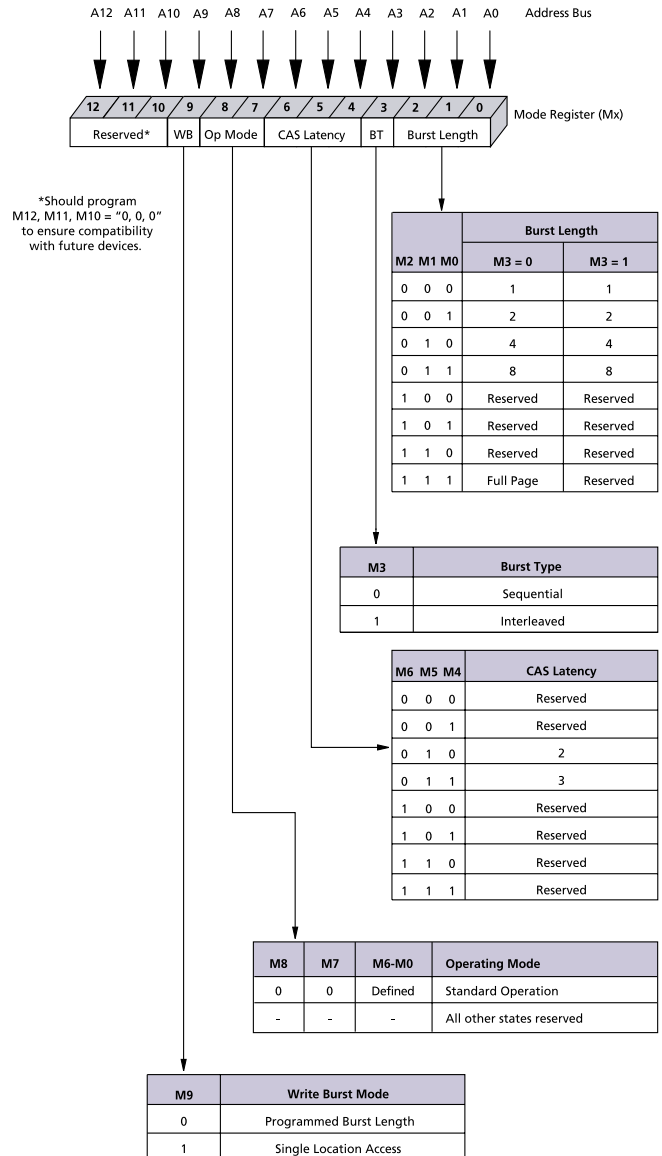 A12 A11 A10 A9 A8 A7 A6 A5 A4 A3 A2 A1 A0 Address Bus
12 11 10 9 8 7 6 5 4 3 2 1 0
Mode Register (Mx)
Reserved* WB Op Mode CAS Latency BT Burst Length
*Should program
M12, M11, M10 = “0, 0, 0”
to ensure compatibility
with future devices.
Burst Length
M2 M1 M0 M3 = 0 M3 = 1
0 0 0 1 1
0 0 1 2 2
0 1 0 4 4
0 1 1 8 8
1 0 0 Reserved Reserved
1 0 1 Reserved Reserved
1 1 0 Reserved Reserved
1 1 1 Full Page Reserved
M3 Burst Type
0 Sequential
1 Interleaved
M6 M5 M4 CAS Latency
0 0 0 Reserved
0 0 1 Reserved
0 1 0 2
0 1 1 3
1 0 0 Reserved
1 0 1 Reserved
1 1 0 Reserved
1 1 1 Reserved
M8 M7 M6-M0 Operating Mode
0 0 Defined Standard Operation
- - - All other states reserved
M9 Write Burst Mode
0 Programmed Burst Length
1 Single Location Access